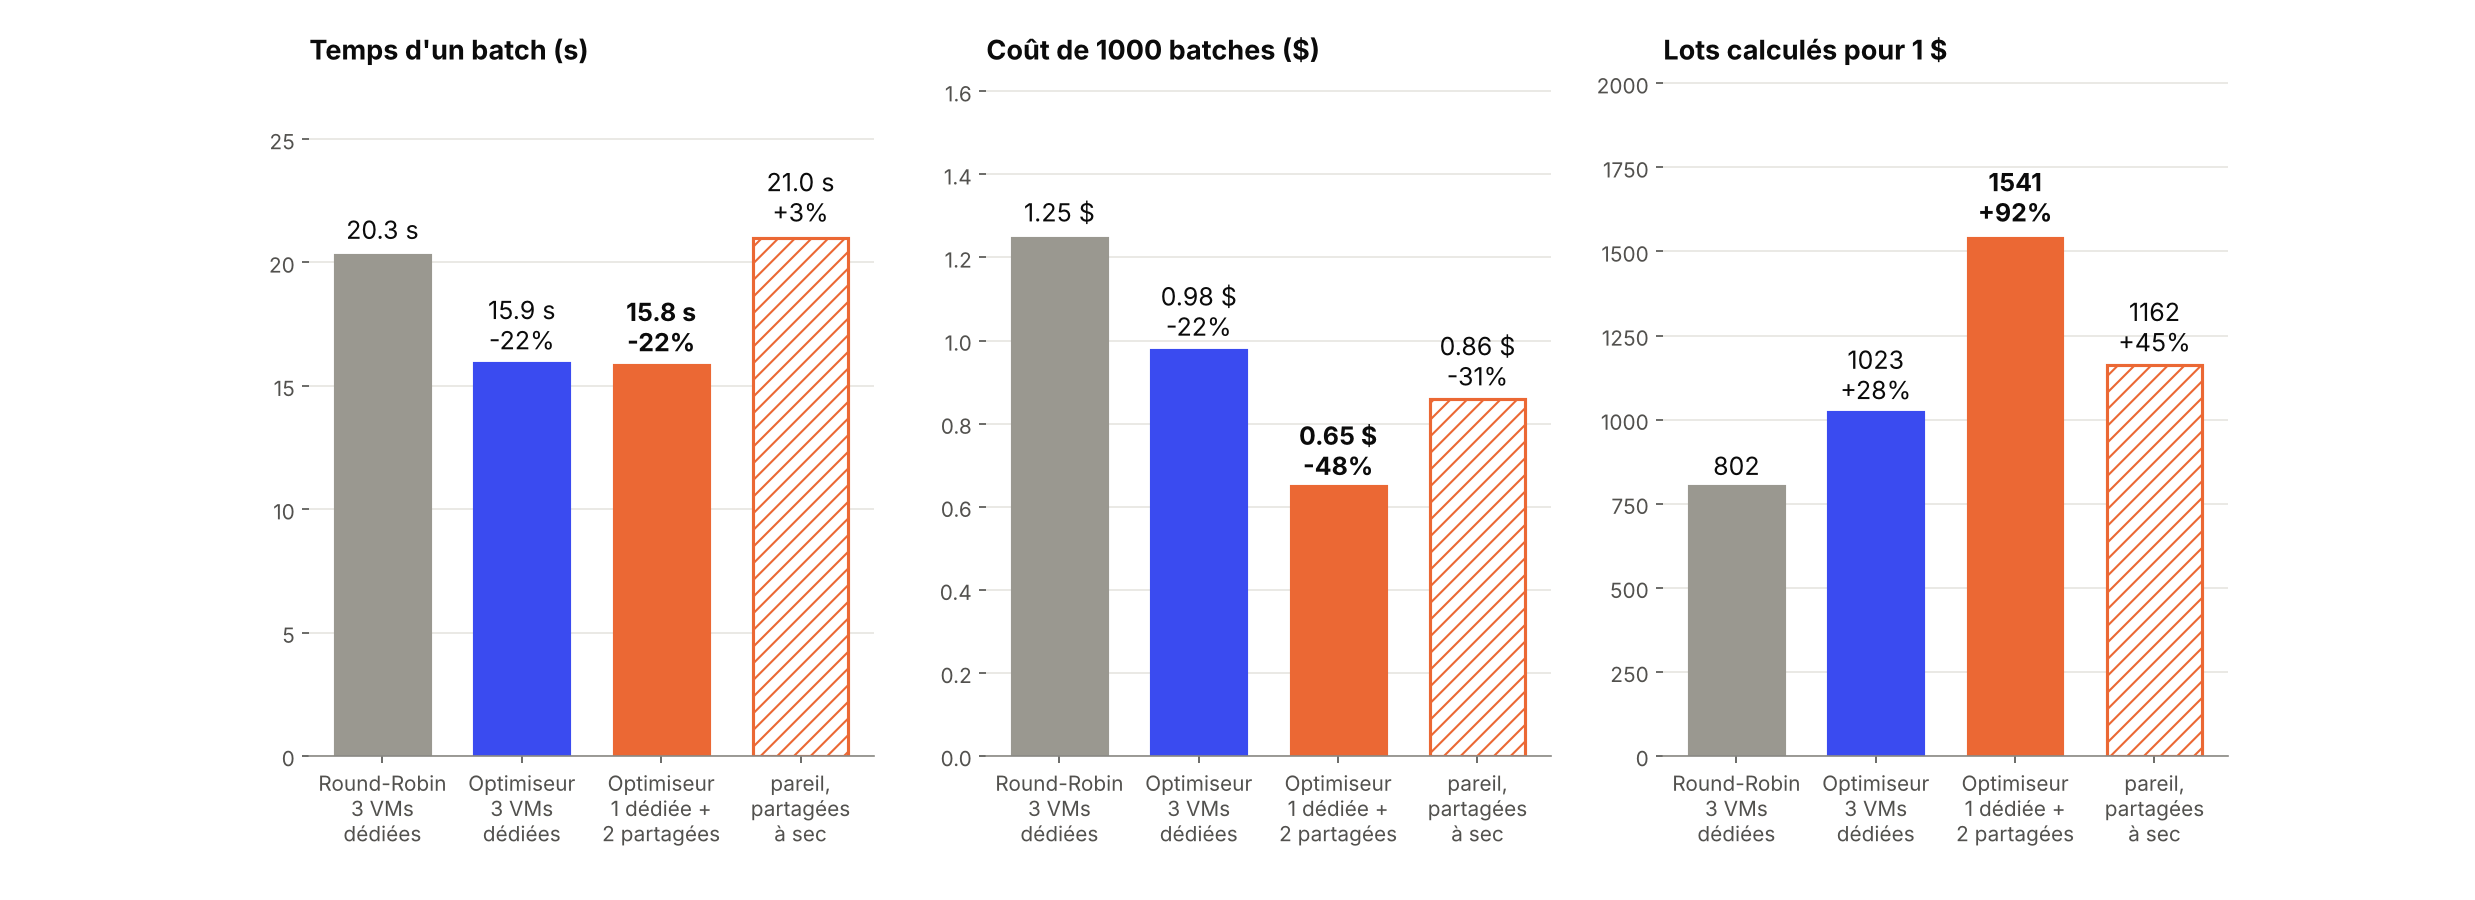 Temps d'un batch (s)
25
20
15
10
5
0
20.3 s
15.9 s
-22%
15.8 s
-22%
21.0 s
+3%
Round-Robin
3 VMs
dédiées
Optimiseur
3 VMs
dédiées
Optimiseur
1 dédiée +
2 partagées
pareil,
partagées
à sec
Coût de 1000 batches ($)
1.6
1.4
1.2
1.0
0.8
0.6
0.4
0.2
0.0
1.25 $
0.98 $
-22%
0.65 $
-48%
0.86 $
-31%
Round-Robin
3 VMs
dédiées
Optimiseur
3 VMs
dédiées
Optimiseur
1 dédiée +
2 partagées
pareil,
partagées
à sec
Lots calculés pour 1 $
2000
1750
1500
1250
1000
750
500
250
0
802
1023
+28%
1541
+92%
1162
+45%
Round-Robin
3 VMs
dédiées
Optimiseur
3 VMs
dédiées
Optimiseur
1 dédiée +
2 partagées
pareil,
partagées
à sec